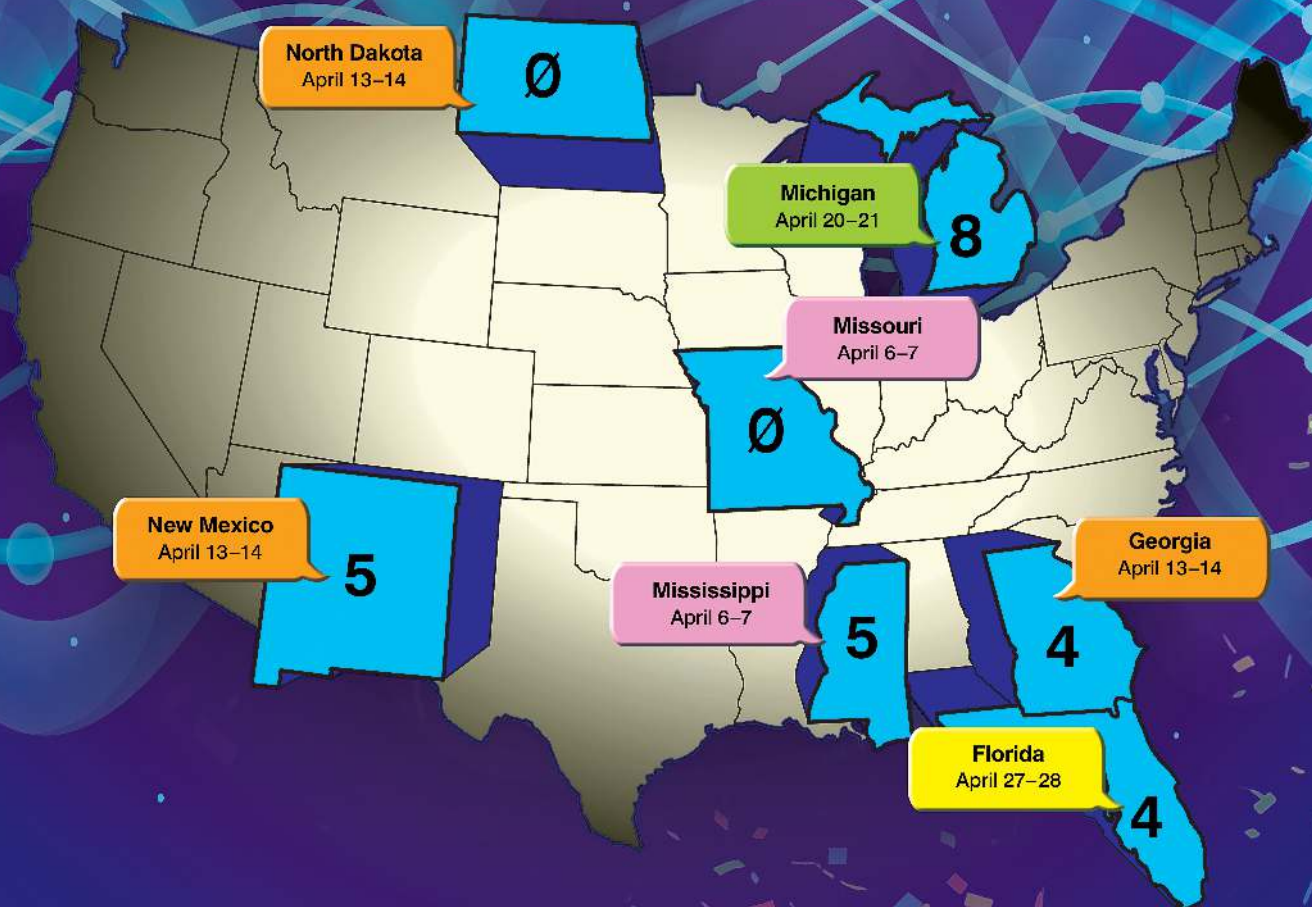 North Dakota
April 13–14
Ø
Michigan
April 20–21
8
Missouri
April 6–7
Ø
New Mexico
April 13–14
5
Mississippi
April 6–7
5
Georgia
April 13–14
4
Florida
April 27–28
4